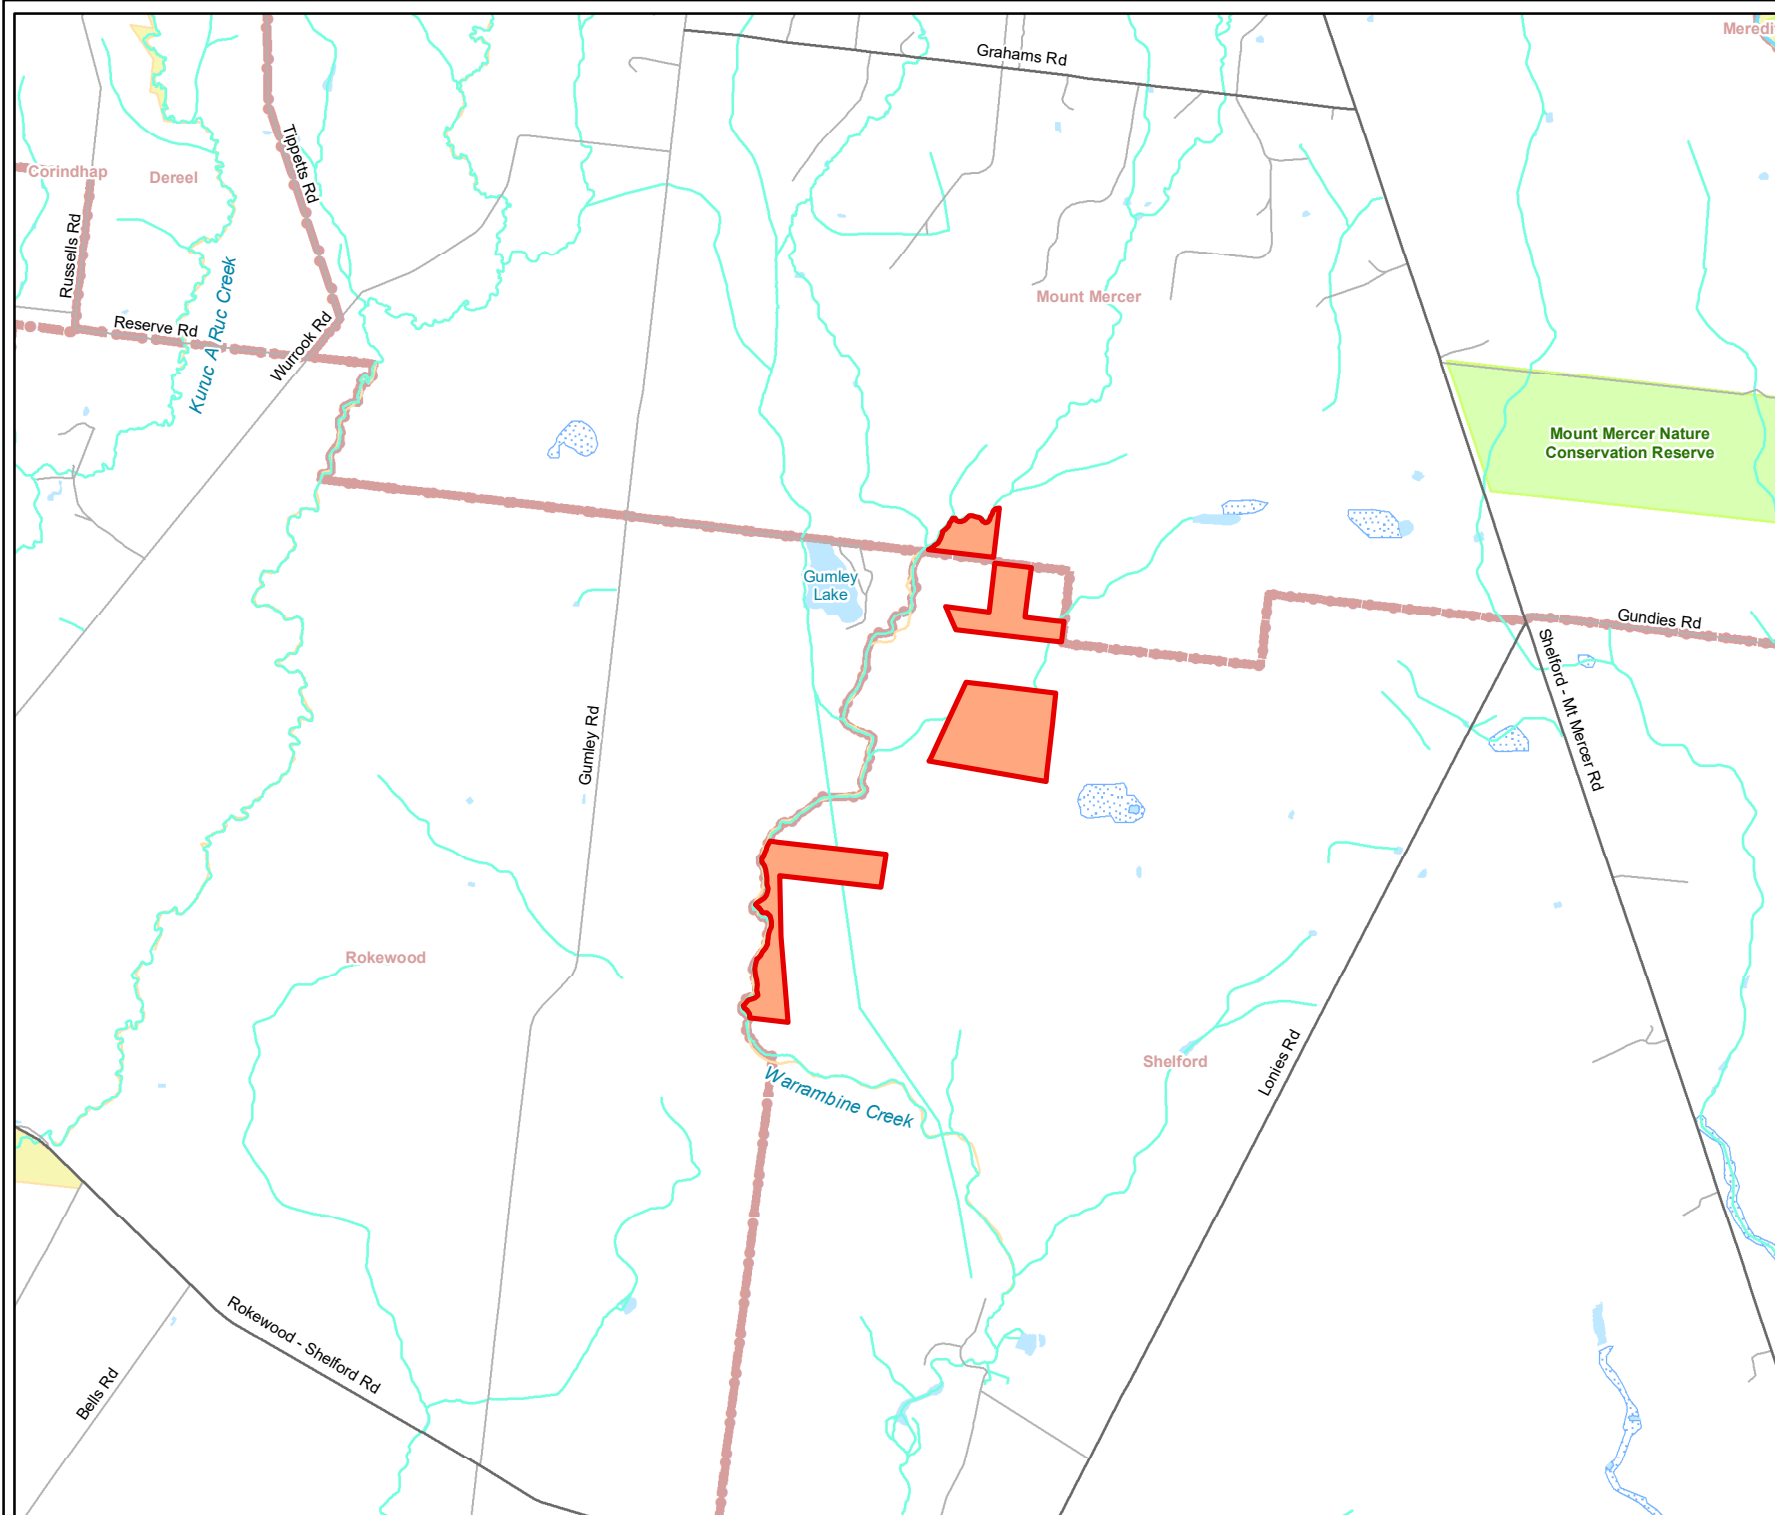 Meredi
Grahams Rd
Tippetts Rd
Corindhap
Dereel
Russells Rd
Kuruc A Ruc Creek
Mount Mercer
Reserve Rd
Wurrook Rd
Mount Mercer Nature
Conservation Reserve
Gumley
Lake
Gundies Rd
Shelford - Mt Mercer Rd
Gumley Rd
Rokewood
Lonies Rd
Shelford
Warrambine Creek
Rokewood - Shelford Rd
Bells Rd